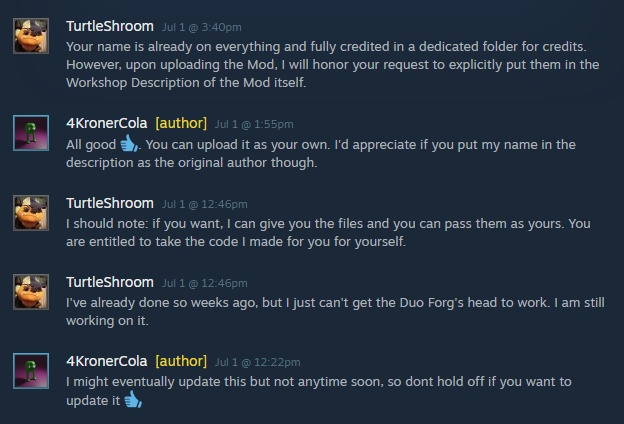 TurtleShroom Jul 1 @ 3:40pm
Your name is already on everything and fully credited in a dedicated folder for credits.
However, upon uploading the Mod, I will honor your request to explicitly put them in the
Workshop Description of the Mod itself.
4KronerCola [author] Jul 1 @ 1:55pm
All good 👍. You can upload it as your own. I'd appreciate if you put my name in the
description as the original author though.
TurtleShroom Jul 1 @ 12:46pm
I should note: if you want, I can give you the files and you can pass them as yours. You
are entitled to take the code I made for you for yourself.
TurtleShroom Jul 1 @ 12:46pm
I've already done so weeks ago, but I just can't get the Duo Forg's head to work. I am still
working on it.
4KronerCola [author] Jul 1 @ 12:22pm
I might eventually update this but not anytime soon, so dont hold off if you want to
update it 👍